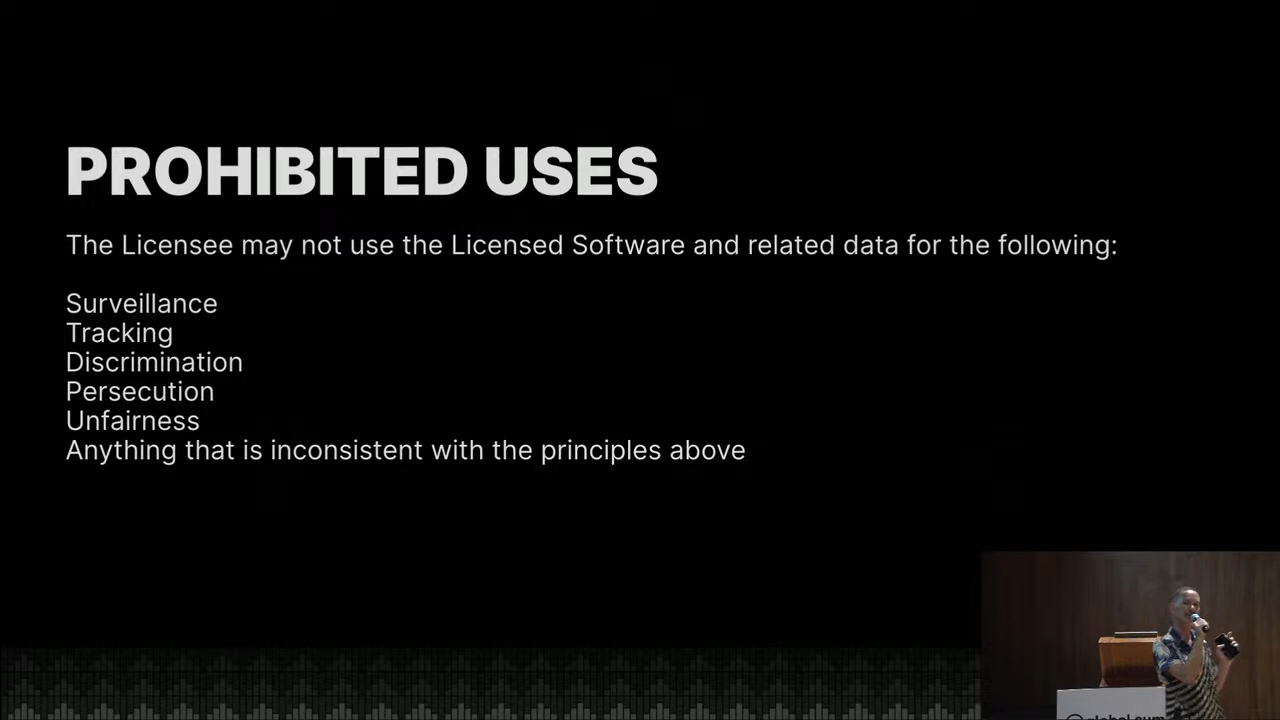 PROHIBITED USES
The Licensee may not use the Licensed Software and related data for the following:
Surveillance
Tracking
Discrimination
Persecution
Unfairness
Anything that is inconsistent with the principles above
global